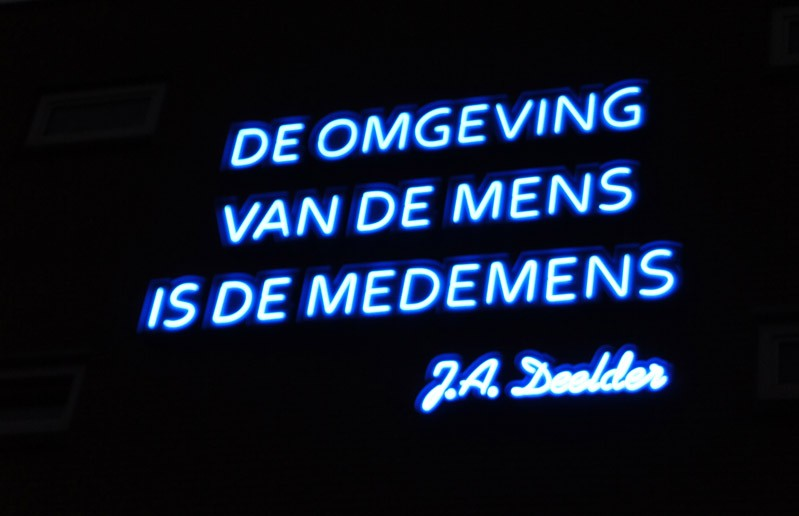 DE OMGEVING
VAN DE MENS
IS DE MEDEMENS
J.A. Deelder